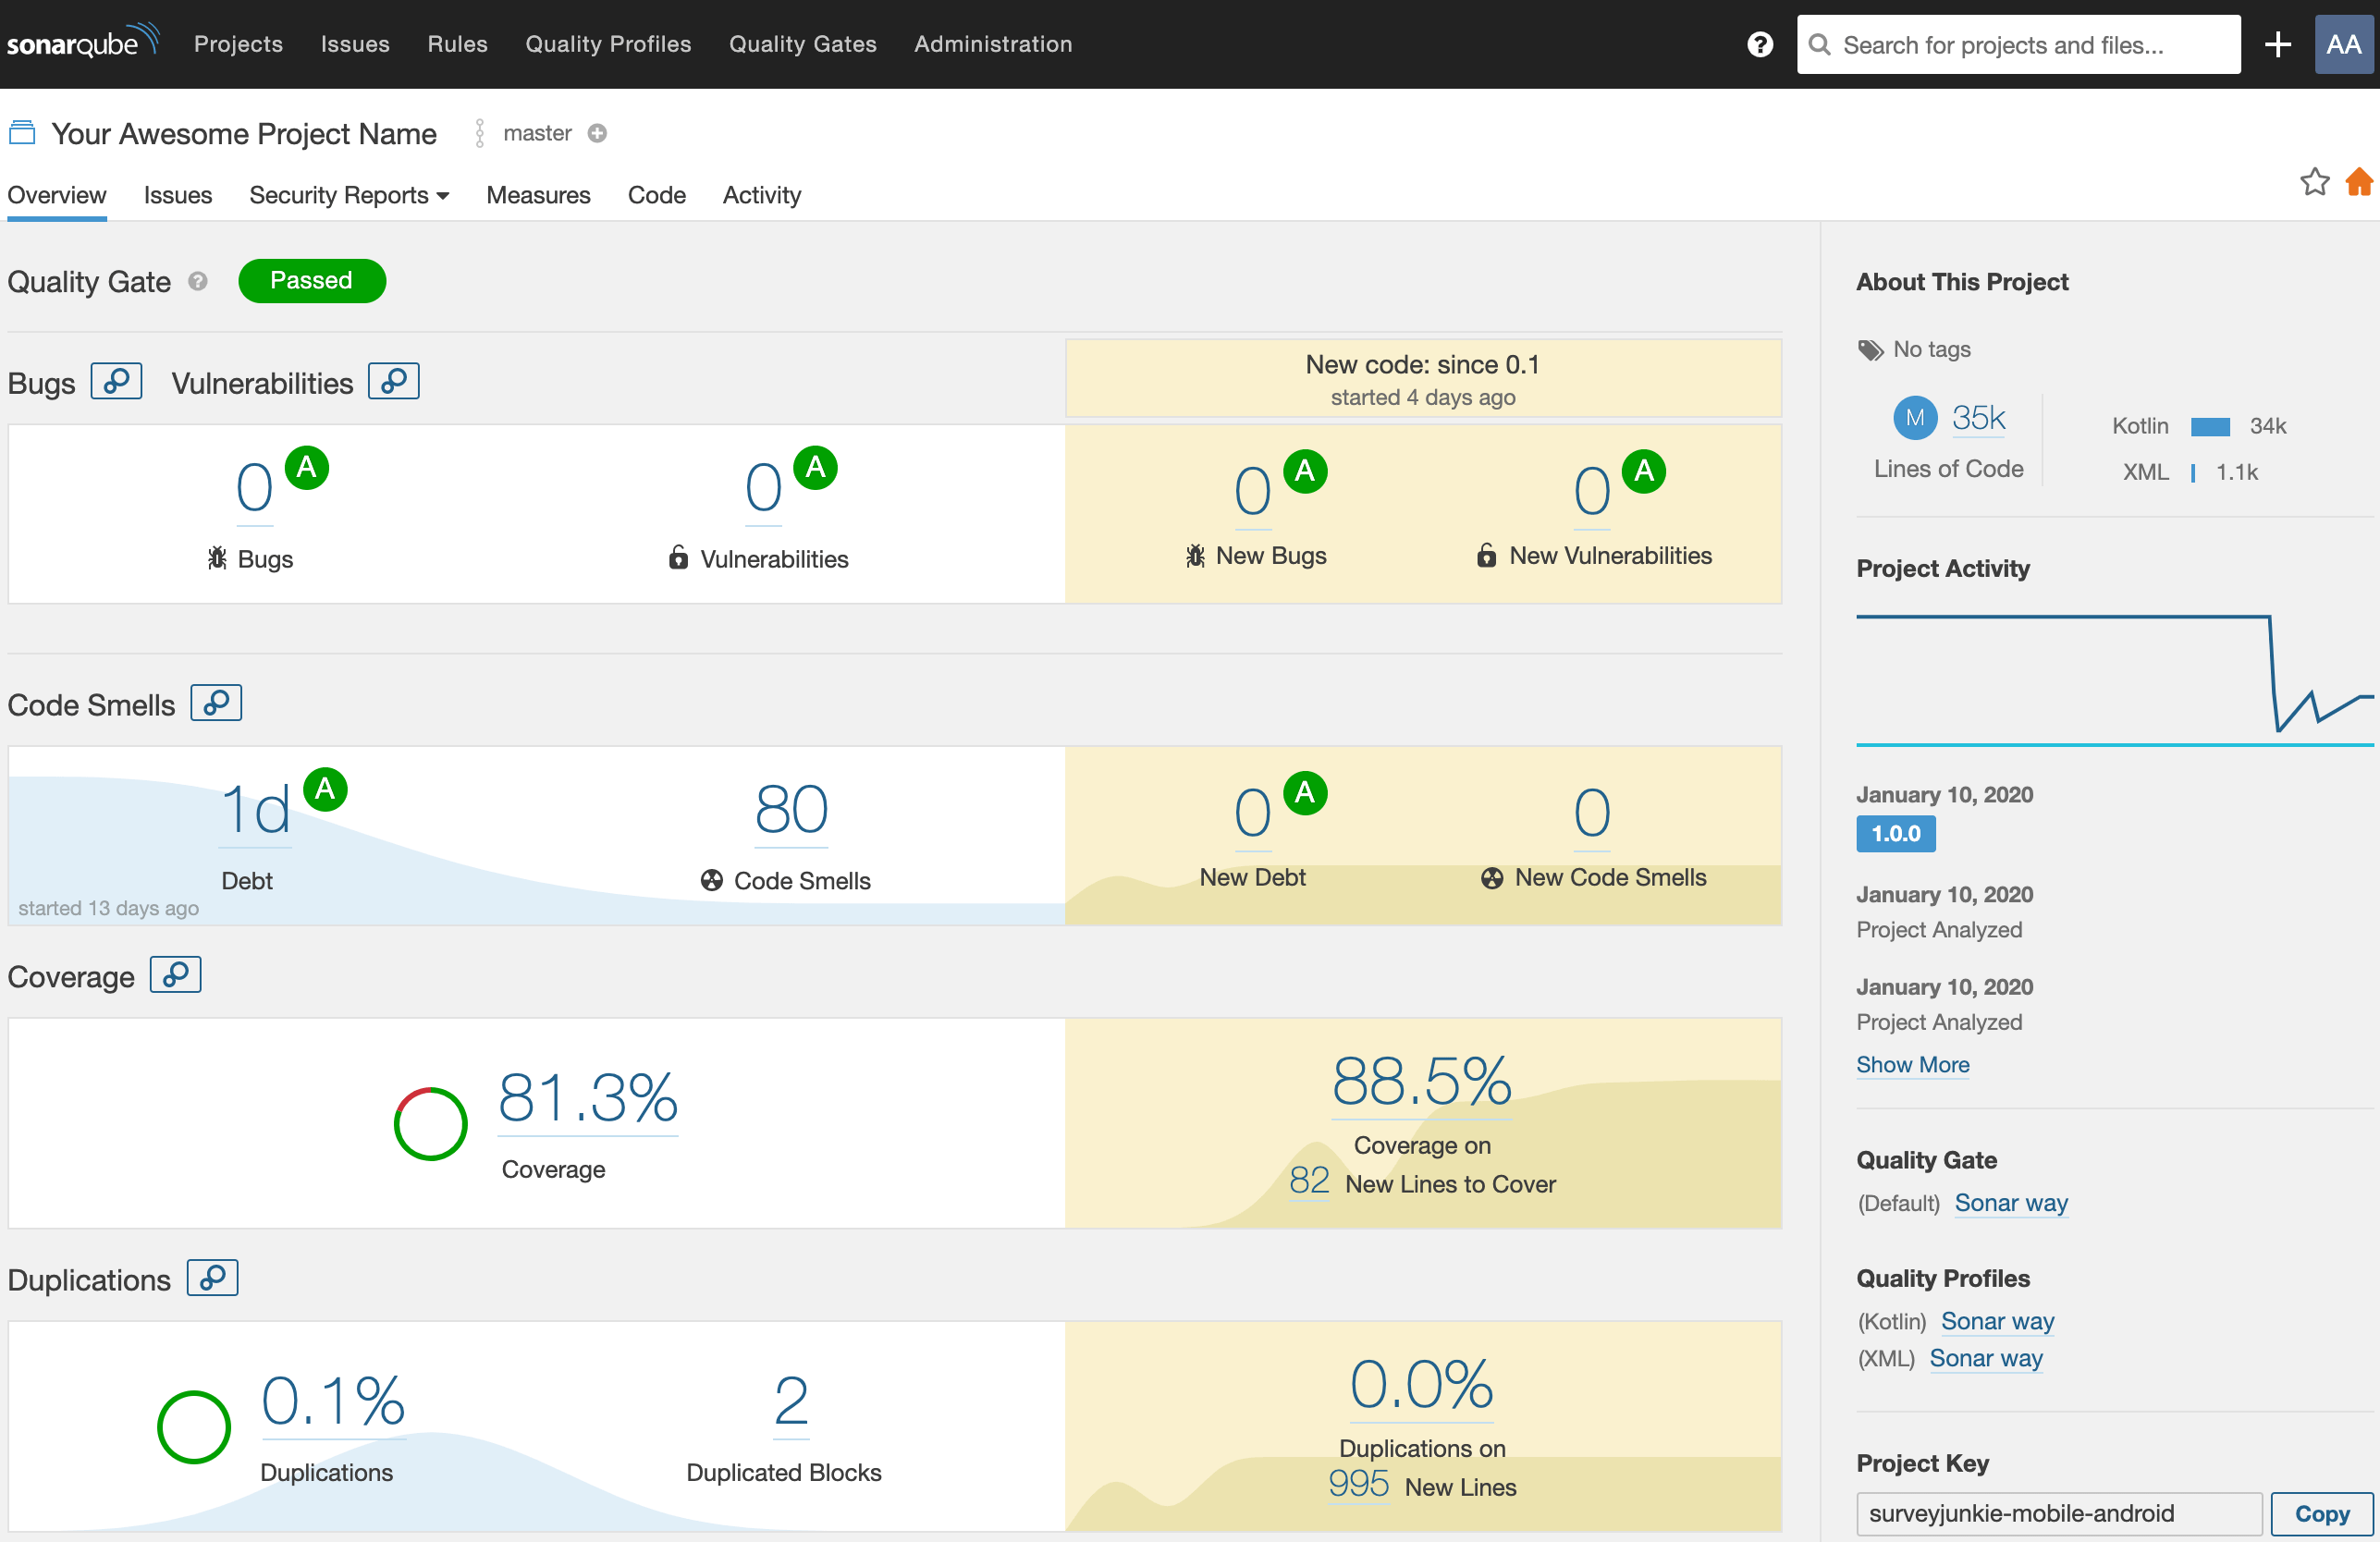 sonarqube Projects Issues Rules Quality Profiles Quality Gates Administration Search for projects and files... AA
Your Awesome Project Name master
Overview Issues Security Reports Measures Code Activity
Quality Gate Passed
Bugs Vulnerabilities
New code: since 0.1
started 4 days ago
0 A 0 A 0 A 0 A
Bugs Vulnerabilities New Bugs New Vulnerabilities
Code Smells
1d A 80 0 A 0
Debt Code Smells New Debt New Code Smells
started 13 days ago
Coverage
81.3%
Coverage
88.5%
Coverage on
82 New Lines to Cover
Duplications
0.1% 2
Duplications Duplicated Blocks
0.0%
Duplications on
995 New Lines
About This Project
No tags
M 35k
Lines of Code
Kotlin 34k
XML 1.1k
Project Activity
January 10, 2020
1.0.0
January 10, 2020
Project Analyzed
January 10, 2020
Project Analyzed
Show More
Quality Gate
(Default) Sonar way
Quality Profiles
(Kotlin) Sonar way
(XML) Sonar way
Project Key
surveyjunkie-mobile-android Copy